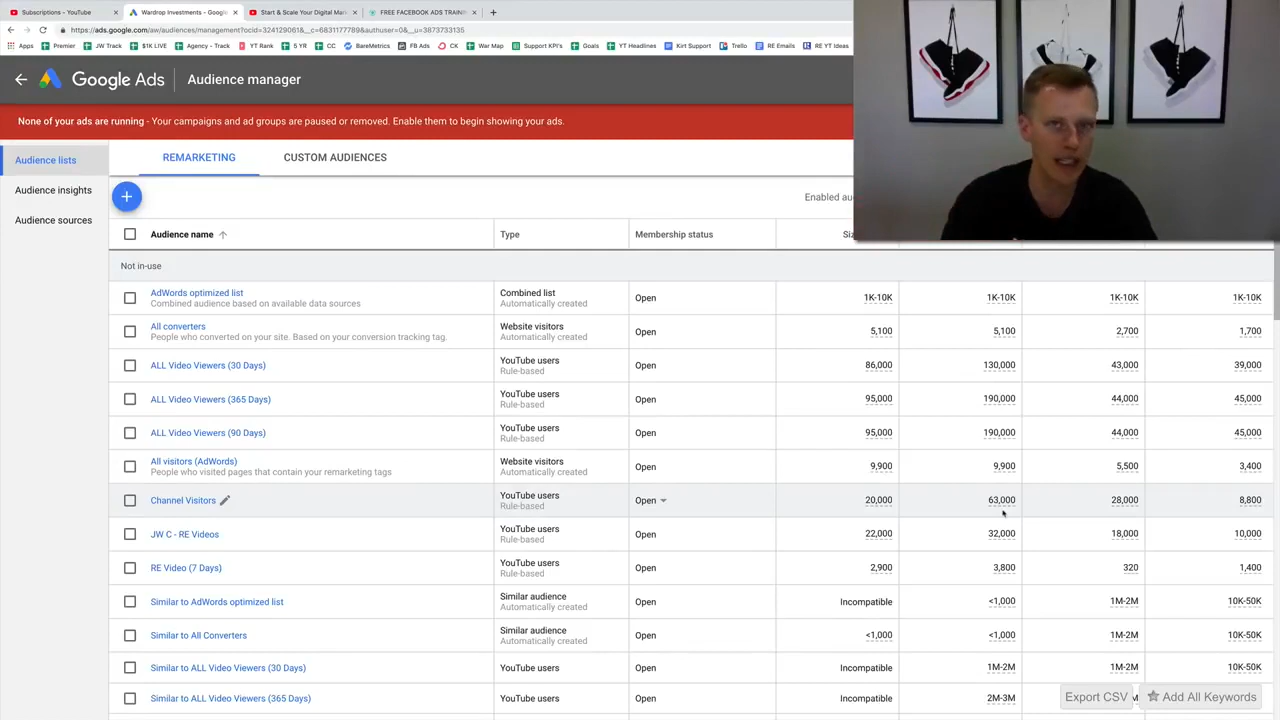 Subscriptions - YouTube
Wardrop Investments - Google
Start & Scale Your Digital Mar
FREE FACEBOOK ADS TRAIN
https://ads.google.com/aw/audiences/management?ocid=324129061&__c=6831177789&authuser=0&__u=3873733135
Apps Premier JW Track $1K LIVE Agency - Track YT Rank 5 YR CC BareMetrics FB Ads CK War Map Support KPI's Goals YT Headlines Kirt Support Trello RE Emails RE YT Ideas
Google Ads Audience manager
None of your ads are running - Your campaigns and ad groups are paused or removed. Enable them to begin showing your ads.
Audience lists
Audience insights
Audience sources
REMARKETING CUSTOM AUDIENCES
Enabled au
Audience name Type Membership status Siz
Not in-use
AdWords optimized list
Combined audience based on available data sources
Combined list
Automatically created
Open 1K-10K 1K-10K 1K-10K 1K-10K
All converters
People who converted on your site. Based on your conversion tracking tag.
Website visitors
Automatically created
Open 5,100 5,100 2,700 1,700
ALL Video Viewers (30 Days)
YouTube users
Rule-based
Open 86,000 130,000 43,000 39,000
ALL Video Viewers (365 Days)
YouTube users
Rule-based
Open 95,000 190,000 44,000 45,000
ALL Video Viewers (90 Days)
YouTube users
Rule-based
Open 95,000 190,000 44,000 45,000
All visitors (AdWords)
People who visited pages that contain your remarketing tags
Website visitors
Automatically created
Open 9,900 9,900 5,500 3,400
Channel Visitors
YouTube users
Rule-based
Open 20,000 63,000 28,000 8,800
JW C - RE Videos
YouTube users
Rule-based
Open 22,000 32,000 18,000 10,000
RE Video (7 Days)
YouTube users
Rule-based
Open 2,900 3,800 320 1,400
Similar to AdWords optimized list
Similar audience
Automatically created
Open Incompatible <1,000 1M-2M 10K-50K
Similar to All Converters
Similar audience
Automatically created
Open <1,000 <1,000 1M-2M 10K-50K
Similar to ALL Video Viewers (30 Days)
YouTube users
Open Incompatible 1M-2M 1M-2M 10K-50K
Similar to ALL Video Viewers (365 Days)
YouTube users
Open Incompatible 2M-3M
Export CSV Add All Keywords